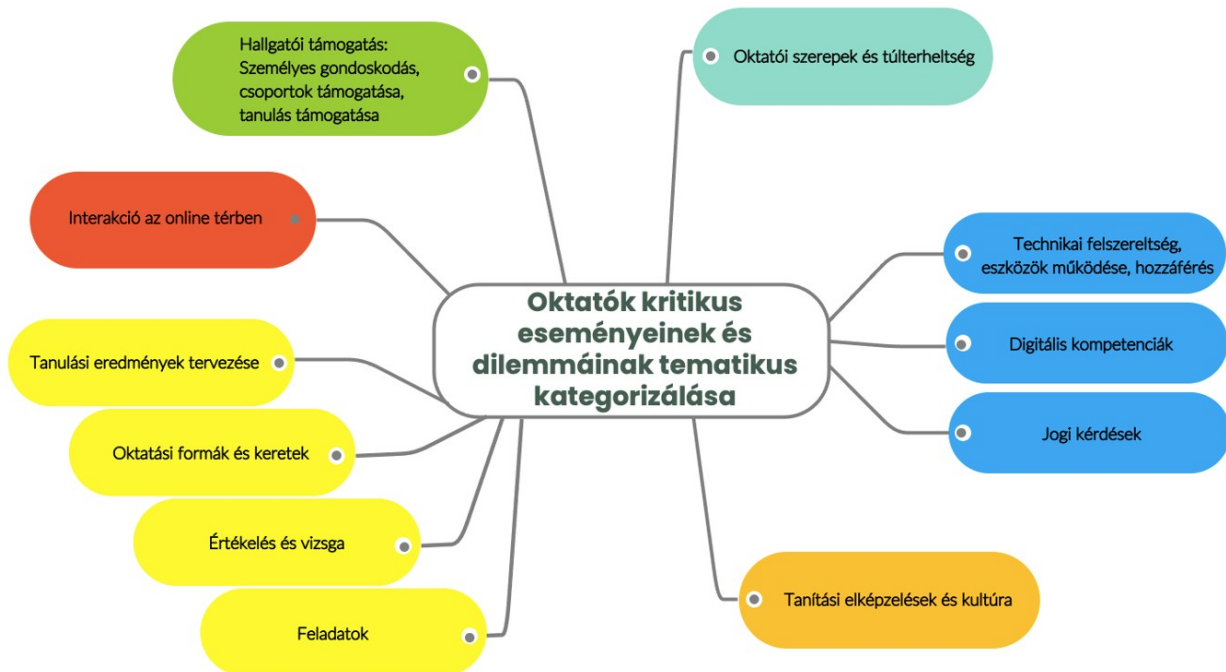 Hallgatói támogatás:
Személyes gondoskodás,
csoportok támogatása,
tanulás támogatása
Oktatói szerepek és túlterheltség
Interakció az online térben
Technikai felszereltség,
eszközök működése, hozzáférés
Oktatók kritikus
eseményeinek és
dilemmáinak tematikus
kategorizálása
Tanulási eredmények tervezése
Digitális kompetenciák
Oktatási formák és keretek
Jogi kérdések
Értékelés és vizsga
Tanítási elképzelések és kultúra
Feladatok